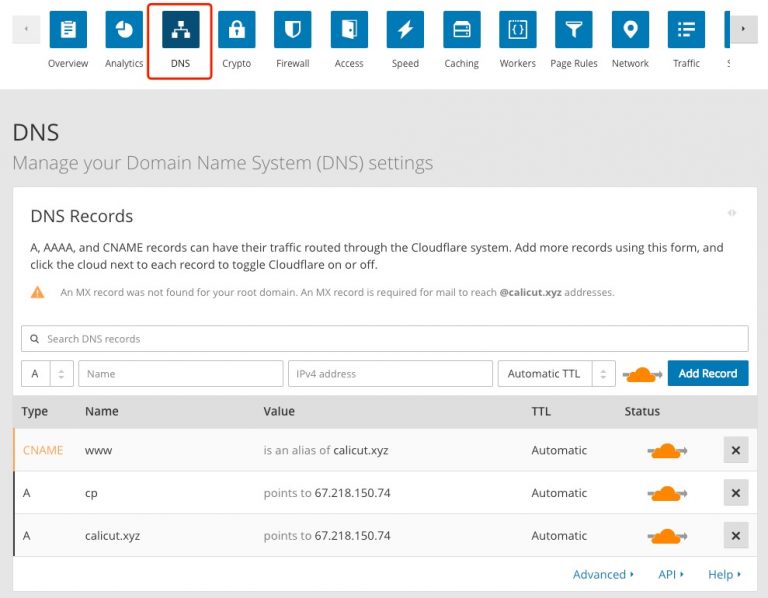 Overview Analytics DNS Crypto Firewall Access Speed Caching Workers Page Rules Network Traffic S
DNS
Manage your Domain Name System (DNS) settings
DNS Records
A, AAAA, and CNAME records can have their traffic routed through the Cloudflare system. Add more records using this form, and
click the cloud next to each record to toggle Cloudflare on or off.
An MX record was not found for your root domain. An MX record is required for mail to reach @calicut.xyz addresses.
Search DNS records
A Name IPv4 address Automatic TTL Add Record
Type Name Value TTL Status
CNAME www is an alias of calicut.xyz Automatic
A cp points to 67.218.150.74 Automatic
A calicut.xyz points to 67.218.150.74 Automatic
Advanced API Help